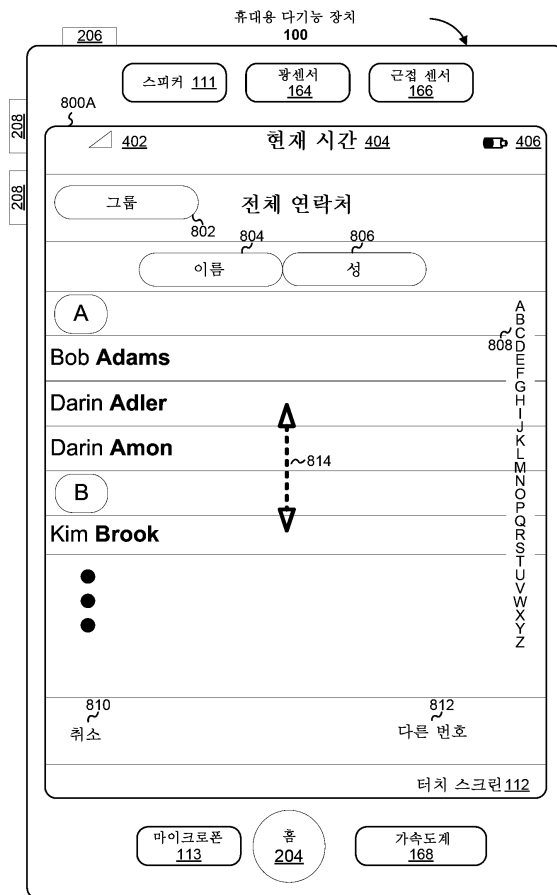 휴대용 다기능 장치
100
206
스피커 111
광센서
164
근접 센서
166
800A
208
208
402
현재 시간 404
406
그룹
802
전체 연락처
804
806
이름
성
A
Bob Adams
Darin Adler
Darin Amon
814
B
Kim Brook
808
A
B
C
D
E
F
G
H
I
J
K
L
M
N
O
P
Q
R
S
T
U
V
W
X
Y
Z
810
취소
812
다른 번호
터치 스크린 112
마이크로폰
113
홈
204
가속도계
168